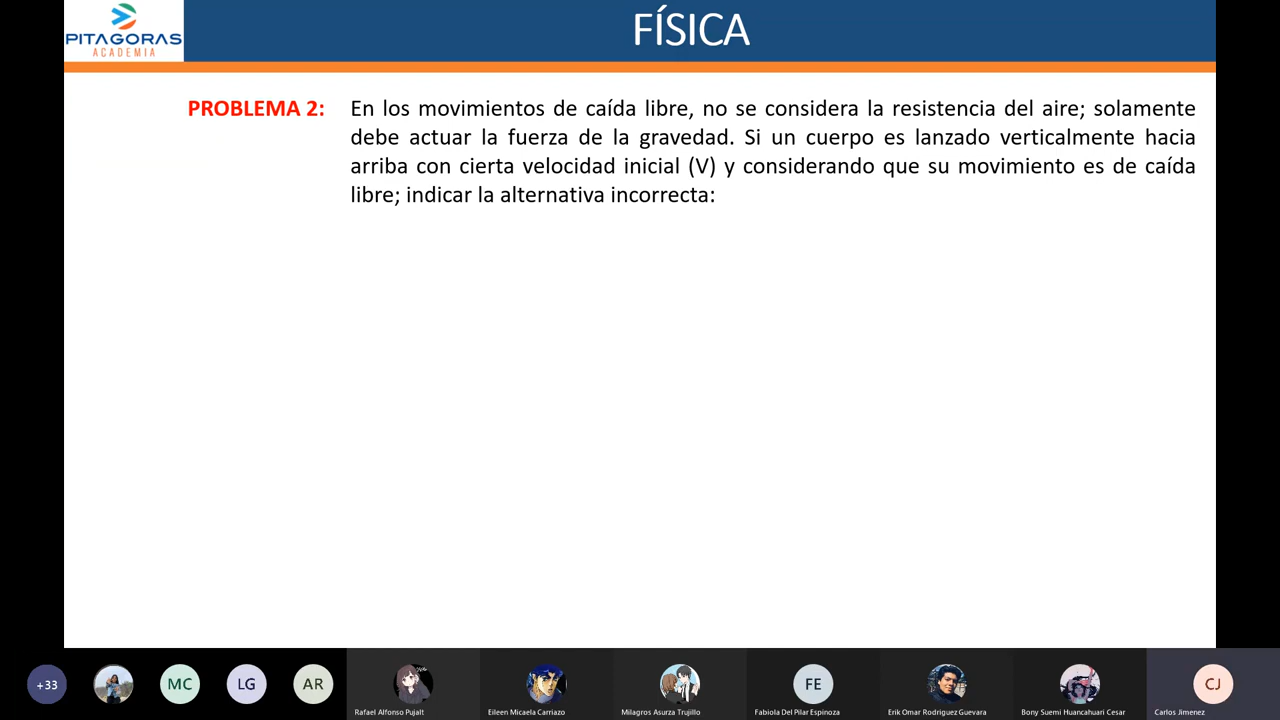 PITAGORAS
ACADEMIA
FÍSICA
PROBLEMA 2: En los movimientos de caída libre, no se considera la resistencia del aire; solamente
debe actuar la fuerza de la gravedad. Si un cuerpo es lanzado verticalmente hacia
arriba con cierta velocidad inicial (V) y considerando que su movimiento es de caída
libre; indicar la alternativa incorrecta:
+33
MC
LG
AR
FE
CJ
Rafael Alfonso Pujalt
Eileen Micaela Carriazo
Milagros Asurza Trujillo
Fabiola Del Pilar Espinoza
Erik Omar Rodriguez Guevara
Bony Suemi Huancahuari Cesar
Carlos Jimenez